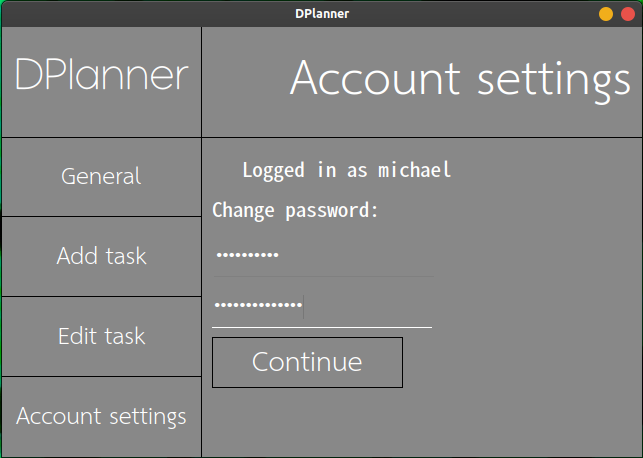 DPlanner
DPlanner
Account settings
General
Add task
Edit task
Account settings
Logged in as michael
Change password:
••••••••••
••••••••••••••
Continue